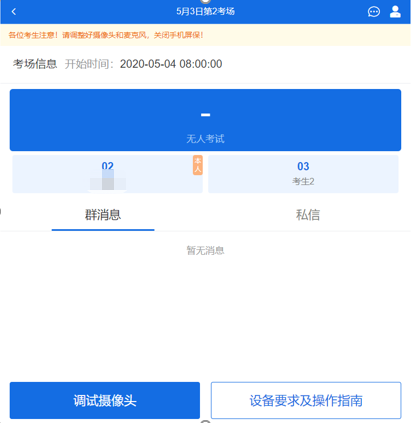 5月3日第2考场
各位考生注意！请调整好摄像头和麦克风，关闭手机屏保！
考场信息 开始时间：2020-05-04 08:00:00
-
无人考试
02 本人 03
考生2
群消息 私信
暂无消息
调试摄像头 设备要求及操作指南